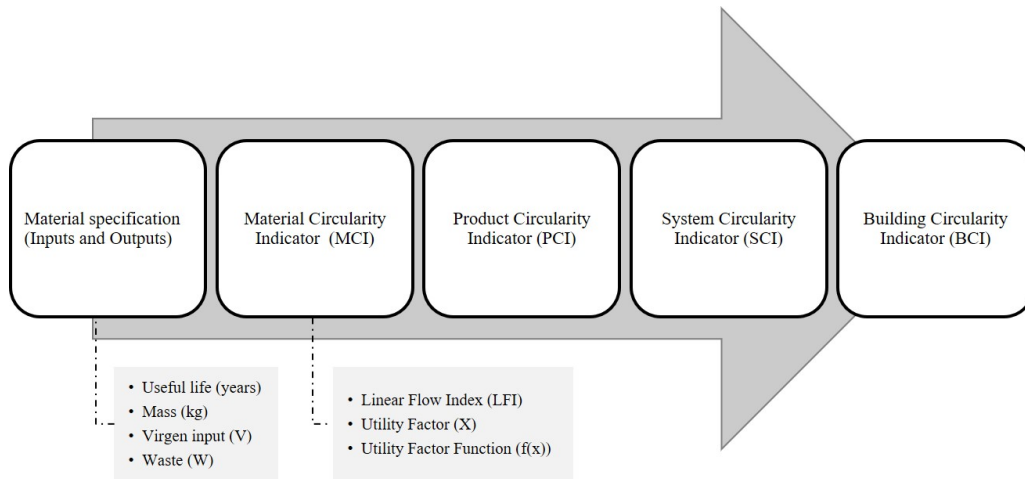 Material specification
(Inputs and Outputs)
Material Circularity
Indicator  (MCI)
Product Circularity
Indicator (PCI)
System Circularity
Indicator (SCI)
Building Circularity
Indicator (BCI)
• Useful life (years)
• Mass (kg)
• Virgen input (V)
• Waste (W)
• Linear Flow Index (LFI)
• Utility Factor (X)
• Utility Factor Function (f(x))